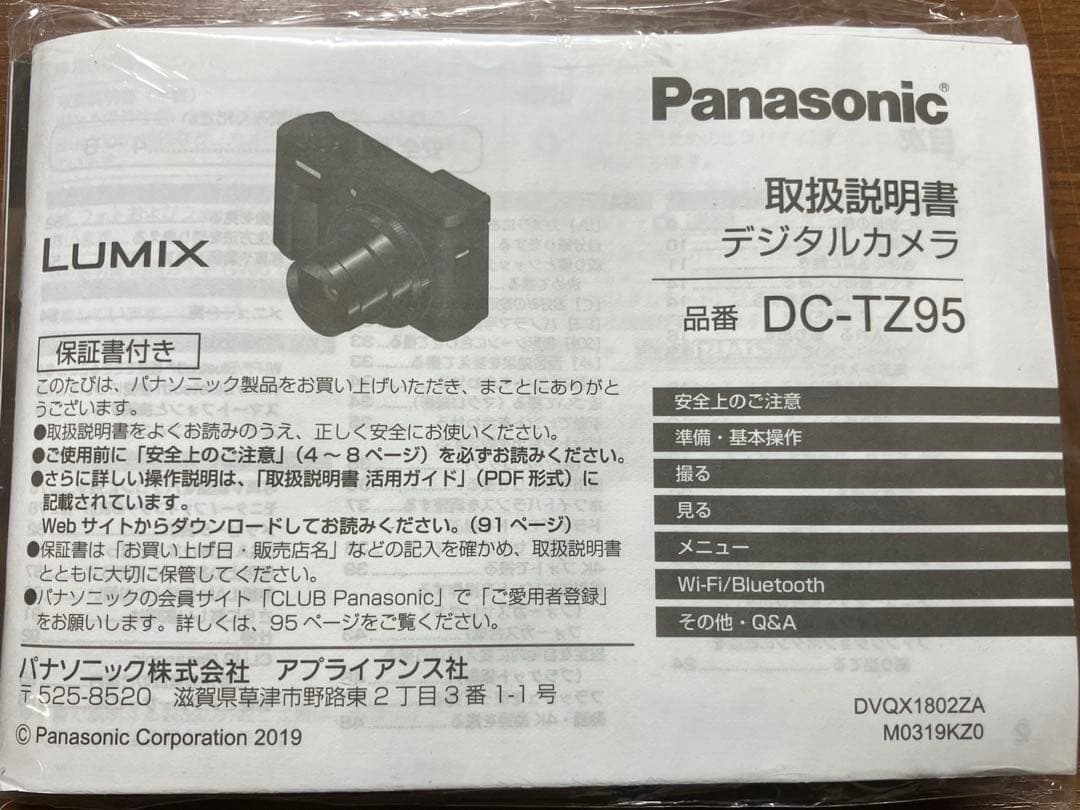 Panasonic®
取扱説明書
デジタルカメラ
品番 DC-TZ95
LUMIX
保証書付き
このたびは、パナソニック製品をお買い上げいただき、まことにありがと
うございます。
●取扱説明書をよくお読みのうえ、正しく安全にお使いください。
●ご使用前に「安全上のご注意」(4～8ページ)を必ずお読みください。
●さらに詳しい操作説明は、「取扱説明書 活用ガイド」(PDF形式)に
記載されています。
Webサイトからダウンロードしてお読みください。(91ページ)
●保証書は「お買い上げ日・販売店名」などの記入を確かめ、取扱説明書
とともに大切に保管してください。
●パナソニックの会員サイト「CLUB Panasonic」で「ご愛用者登録」
をお願いします。詳しくは、95ページをご覧ください。
パナソニック株式会社 アプライアンス社
〒525-8520 滋賀県草津市野路東2丁目3番1-1号
© Panasonic Corporation 2019
安全上のご注意
準備・基本操作
撮る
見る
メニュー
Wi-Fi/Bluetooth
その他・Q&A
DVQX1802ZA
M0319KZ0